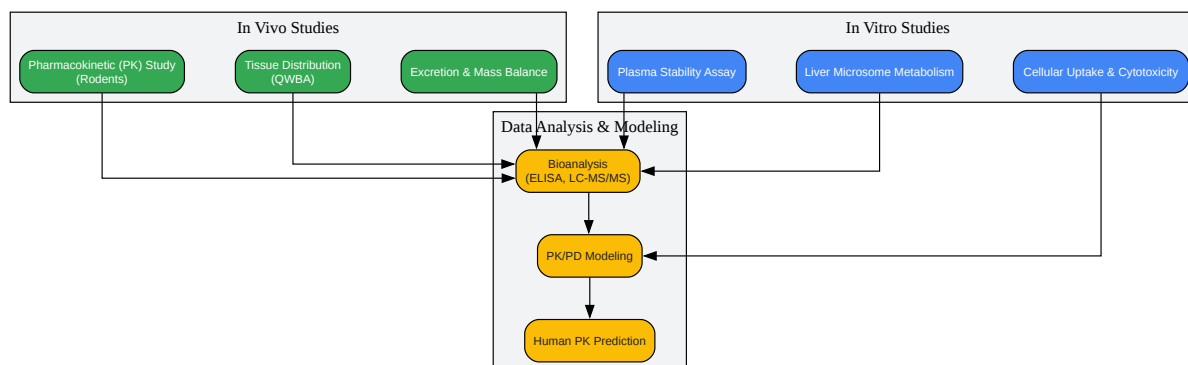 In Vivo Studies
Pharmacokinetic (PK) Study
(Rodents)
Tissue Distribution
(QWBA)
Excretion & Mass Balance
In Vitro Studies
Plasma Stability Assay
Liver Microsome Metabolism
Cellular Uptake & Cytotoxicity
Data Analysis & Modeling
Bioanalysis
(ELISA, LC-MS/MS)
PK/PD Modeling
Human PK Prediction